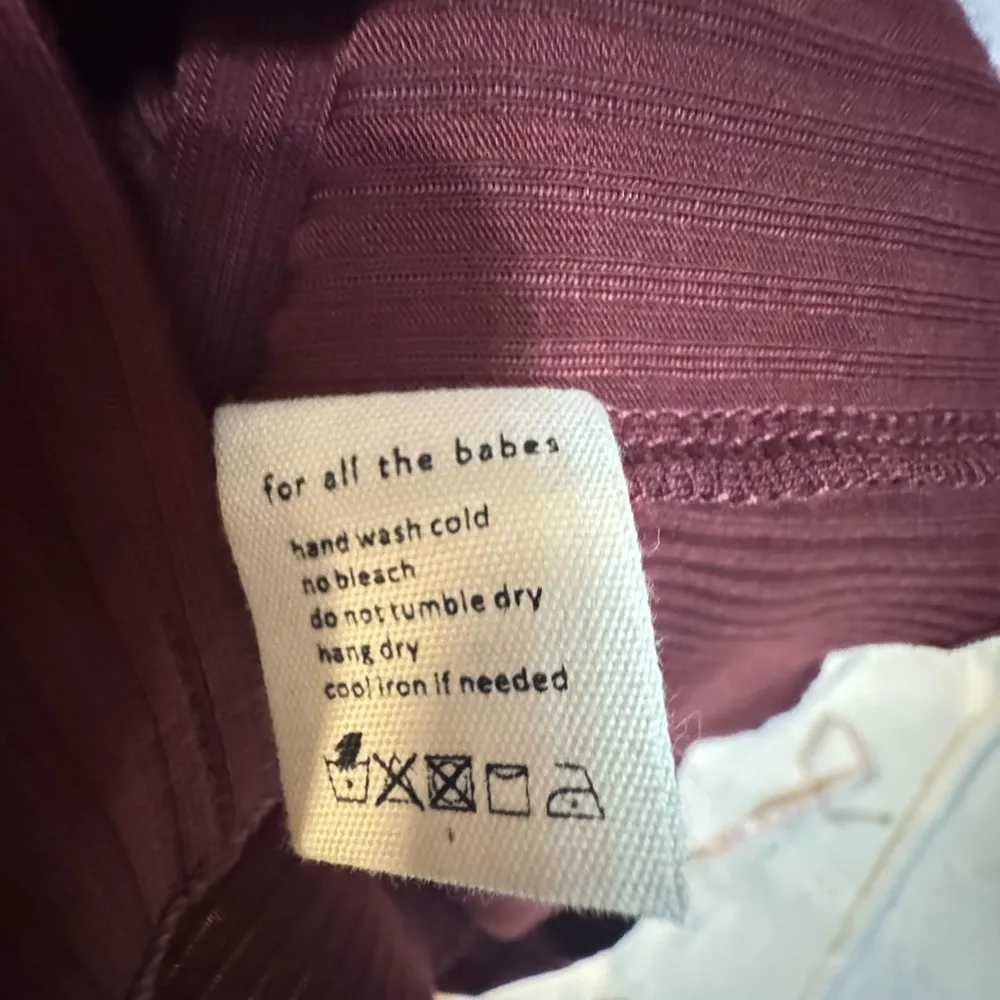 for all the babes
hand wash cold
no bleach
do not tumble dry
hang dry
cool iron if needed